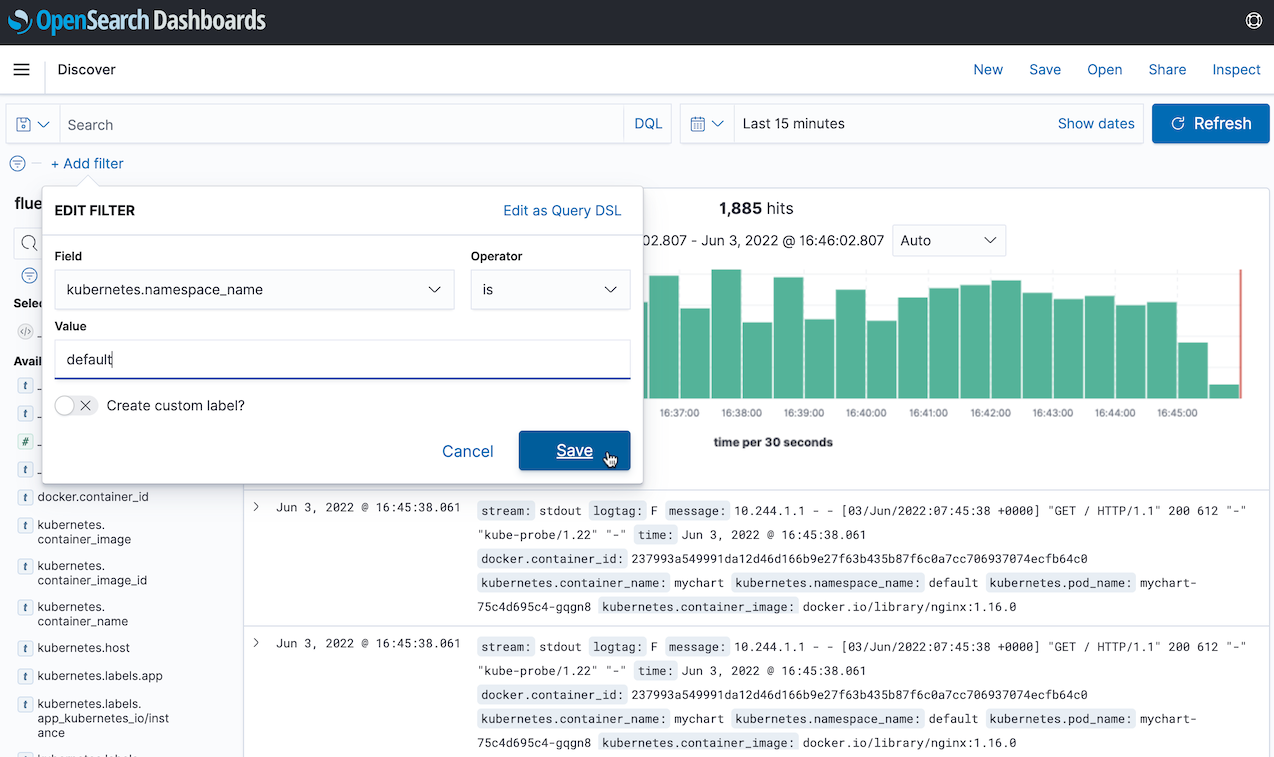 OpenSearch Dashboards
Discover
New Save Open Share Inspect
Search
DQL
Last 15 minutes
Show dates
Refresh
+ Add filter
flue
EDIT FILTER
Edit as Query DSL
Field
Operator
kubernetes.namespace_name
is
Value
default
Create custom label?
Cancel
Save
1,885 hits
02.807 - Jun 3, 2022 @ 16:46:02.807
Auto
16:37:00 16:38:00 16:39:00 16:40:00 16:41:00 16:42:00 16:43:00 16:44:00 16:45:00
time per 30 seconds
Selec
</> _
Avail
t _
t _
# _
t _
t docker.container_id
t kubernetes.
container_image
t kubernetes.
container_image_id
t kubernetes.
container_name
t kubernetes.host
t kubernetes.labels.app
t kubernetes.labels.
app_kubernetes_io/inst
ance
Jun 3, 2022 @ 16:45:38.061
stream: stdout logtag: F message: 10.244.1.1 - - [03/Jun/2022:07:45:38 +0000] "GET / HTTP/1.1" 200 612 "-"
"kube-probe/1.22" "-" time: Jun 3, 2022 @ 16:45:38.061
docker.container_id: 237993a549991da12d46d166b9e27f63b435b87f6c0a7cc706937074ecfb64c0
kubernetes.container_name: mychart kubernetes.namespace_name: default kubernetes.pod_name: mychart-
75c4d695c4-gqgn8 kubernetes.container_image: docker.io/library/nginx:1.16.0
Jun 3, 2022 @ 16:45:38.061
stream: stdout logtag: F message: 10.244.1.1 - - [03/Jun/2022:07:45:38 +0000] "GET / HTTP/1.1" 200 612 "-"
"kube-probe/1.22" "-" time: Jun 3, 2022 @ 16:45:38.061
docker.container_id: 237993a549991da12d46d166b9e27f63b435b87f6c0a7cc706937074ecfb64c0
kubernetes.container_name: mychart kubernetes.namespace_name: default kubernetes.pod_name: mychart-
75c4d695c4-gqgn8 kubernetes.container_image: docker.io/library/nginx:1.16.0